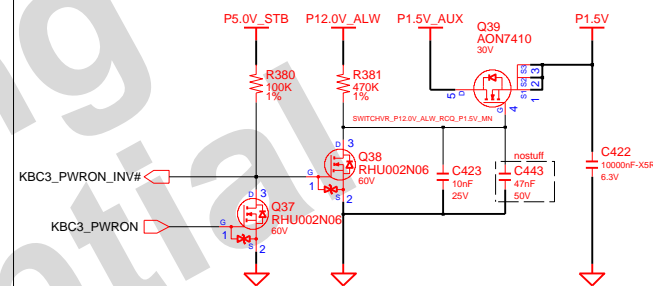 P5.0V_STB
P12.0V_ALW
P1.5V_AUX
Q39
AON7410
30V
P1.5V
R380
100K
1%
R381
470K
1%
5
D
S3
S2
S1
3
2
1
G
4
SWITCHVR_P12.0V_ALW_RCQ_P1.5V_MN
D
3
Q38
RHU002N06
60V
G
1
S
2
KBC3_PWRON_INV#
C423
10nF
25V
nostuff
C443
47nF
50V
C422
10000nF-X5R
6.3V
D
3
Q37
RHU002N06
60V
KBC3_PWRON
G
1
S
2
ng
ntial